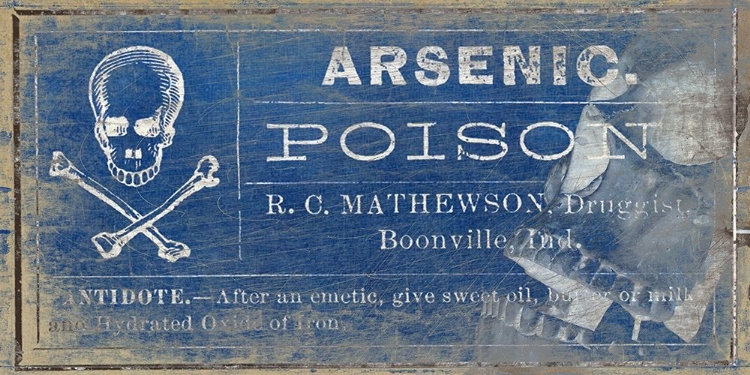 ARSENIC.
POISON
R. C. MATHEWSON, Druggist,
Boonville, Ind.
ANTIDOTE.—After an emetic, give sweet oil, butter or milk
and Hydrated Oxide of Iron.